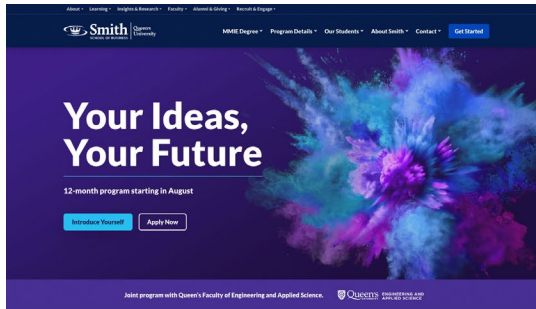 About Learning Insights & Research Faculty Alumni & Giving Recruit & Engage
Smith
SCHOOL OF BUSINESS
Queen's
University
MMIE Degree Program Details Our Students About Smith Contact Get Started
Your Ideas,
Your Future
12-month program starting in August
Introduce Yourself Apply Now
Joint program with Queen's Faculty of Engineering and Applied Science.
Queen's
UNIVERSITY
ENGINEERING AND
APPLIED SCIENCE